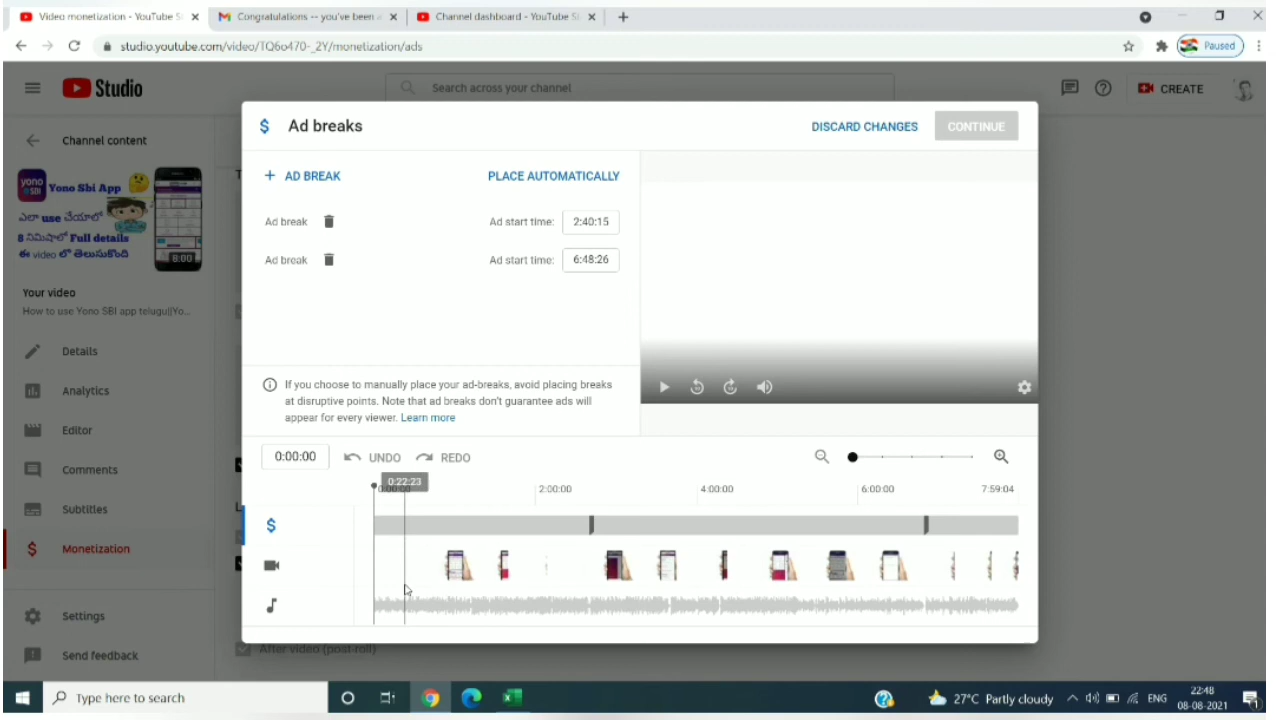 Video monetization - YouTube S
Congratulations -- you've been a
Channel dashboard - YouTube S
studio.youtube.com/video/TQ6o470-_2Y/monetization/ads
Paused
Studio
Search across your channel
CREATE
Channel content
yono SBI
Yono Sbi App
ఎలా use చేయాలో
8 నిమిషాలో Full details
ఈ video లో తెలుసుకొండి
8:00
Your video
How to use Yono SBI app telugu||Yo...
Details
Analytics
Editor
Comments
Subtitles
Monetization
Settings
Send feedback
Ad breaks
DISCARD CHANGES
CONTINUE
+ AD BREAK
PLACE AUTOMATICALLY
Ad break
Ad start time: 2:40:15
Ad break
Ad start time: 6:48:26
If you choose to manually place your ad-breaks, avoid placing breaks
at disruptive points. Note that ad breaks don't guarantee ads will
appear for every viewer. Learn more
0:00:00
UNDO
REDO
0:22:23
2:00:00
4:00:00
6:00:00
7:59:04
After video (post-roll)
Type here to search
27°C Partly cloudy
ENG
22:48
08-08-2021